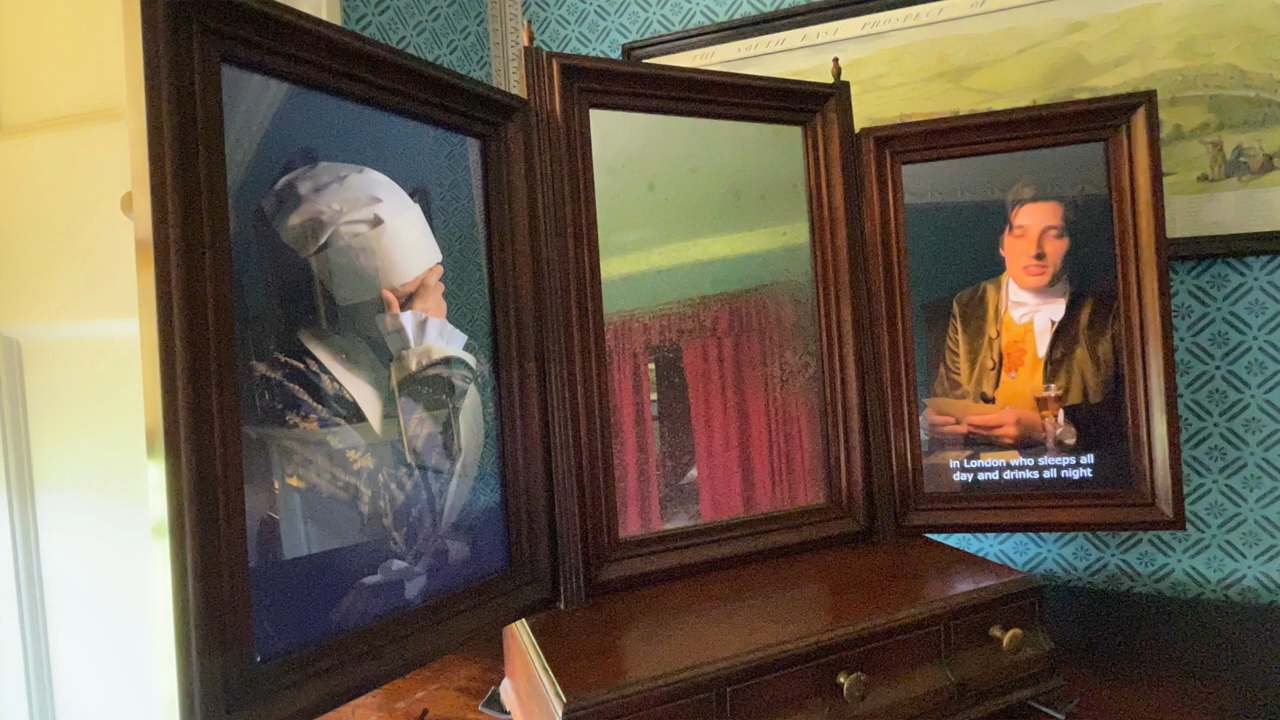 THE SOUTH EAST PROSPECT OF
in London who sleeps all
day and drinks all night